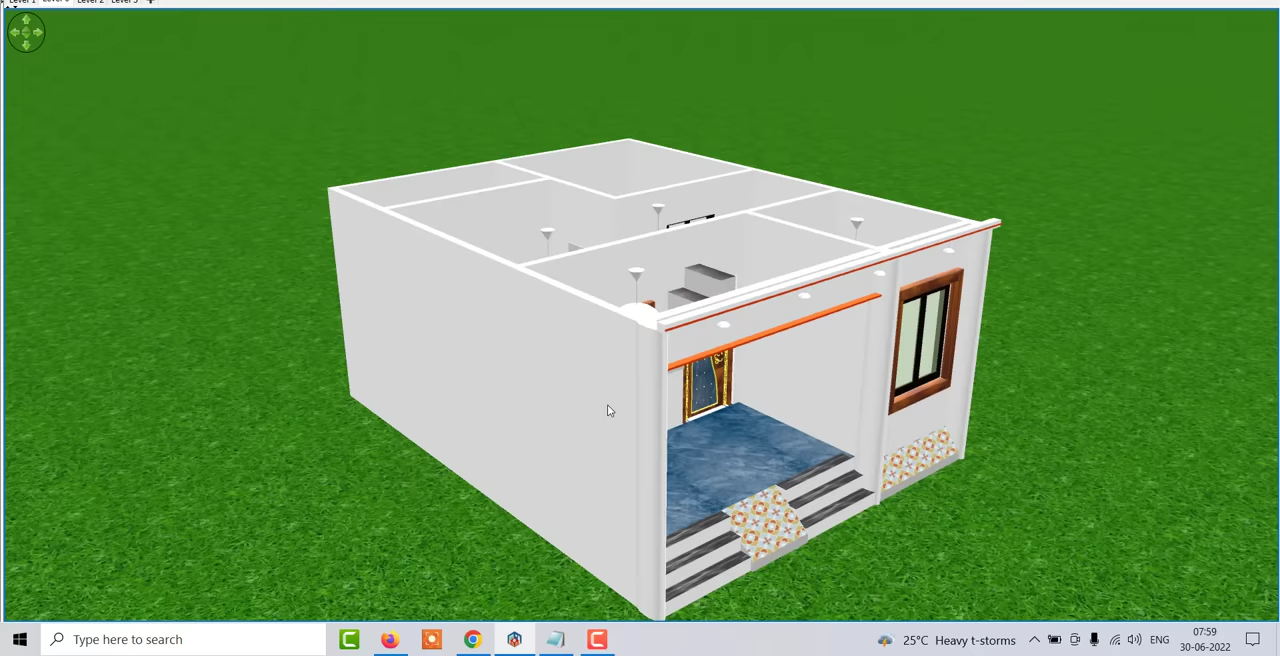 Type here to search
25°C Heavy t-storms
ENG
07:59
30-06-2022